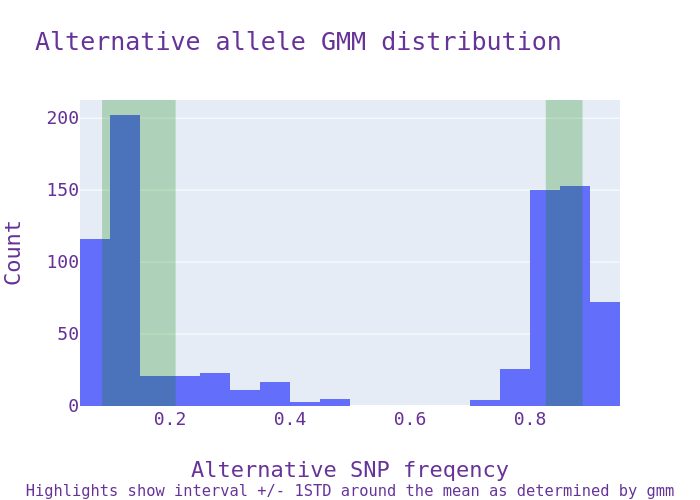 Alternative allele GMM distribution
200
150
100
50
0
Count
0.2 0.4 0.6 0.8
Alternative SNP freqency
Highlights show interval +/- 1STD around the mean as determined by gmm